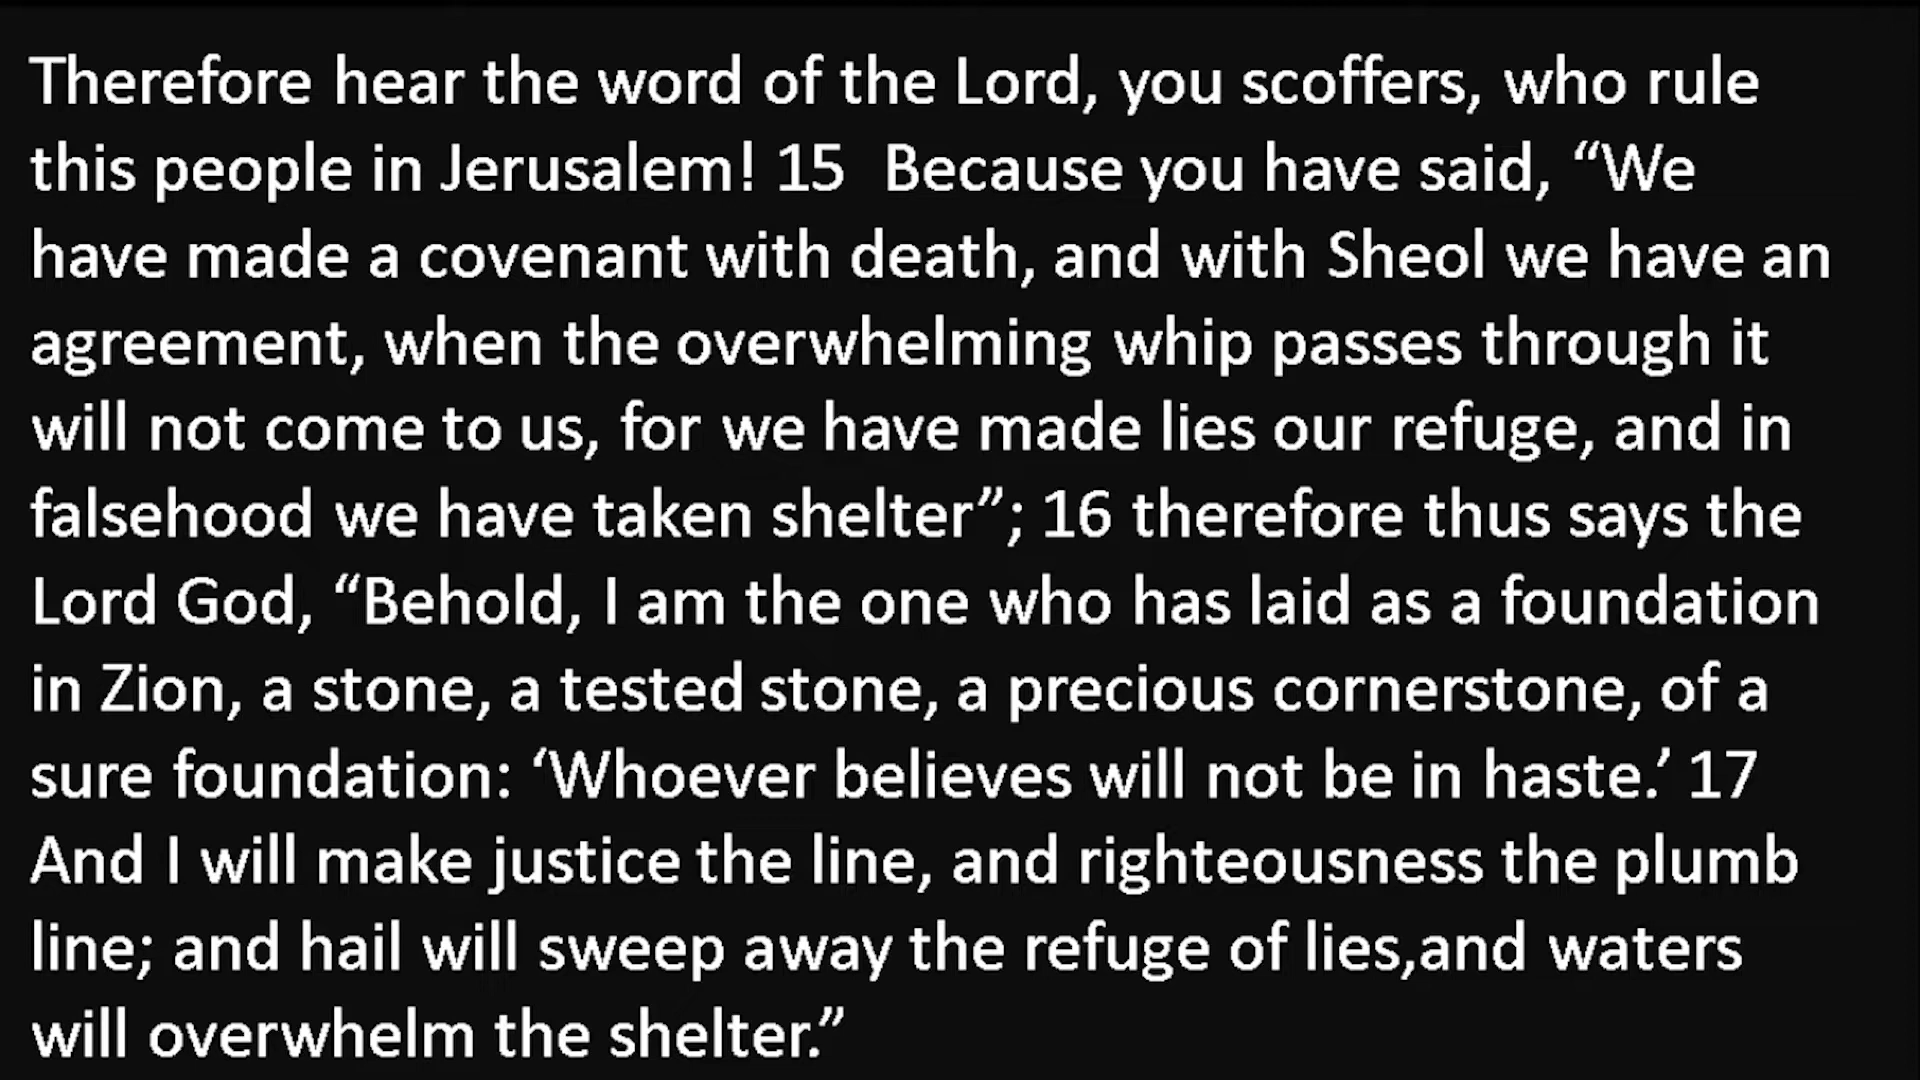 Therefore hear the word of the Lord, you scoffers, who rule
this people in Jerusalem! 15  Because you have said, “We
have made a covenant with death, and with Sheol we have an
agreement, when the overwhelming whip passes through it
will not come to us, for we have made lies our refuge, and in
falsehood we have taken shelter”; 16 therefore thus says the
Lord God, “Behold, I am the one who has laid as a foundation
in Zion, a stone, a tested stone, a precious cornerstone, of a
sure foundation: ‘Whoever believes will not be in haste.’ 17
And I will make justice the line, and righteousness the plumb
line; and hail will sweep away the refuge of lies,and waters
will overwhelm the shelter.”